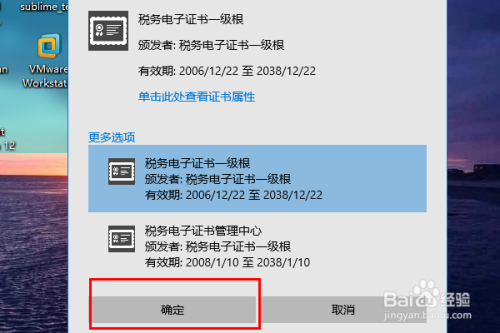 sublime_te
VMware
Workstat
12
税务电子证书一级根
颁发者: 税务电子证书一级根
有效期: 2006/12/22 至 2038/12/22
单击此处查看证书属性
更多选项
税务电子证书一级根
颁发者: 税务电子证书一级根
有效期: 2006/12/22 至 2038/12/22
税务电子证书管理中心
颁发者: 税务电子证书一级根
有效期: 2008/1/10 至 2038/1/10
确定
取消
Baidu 经验
jingyan.baidu.com